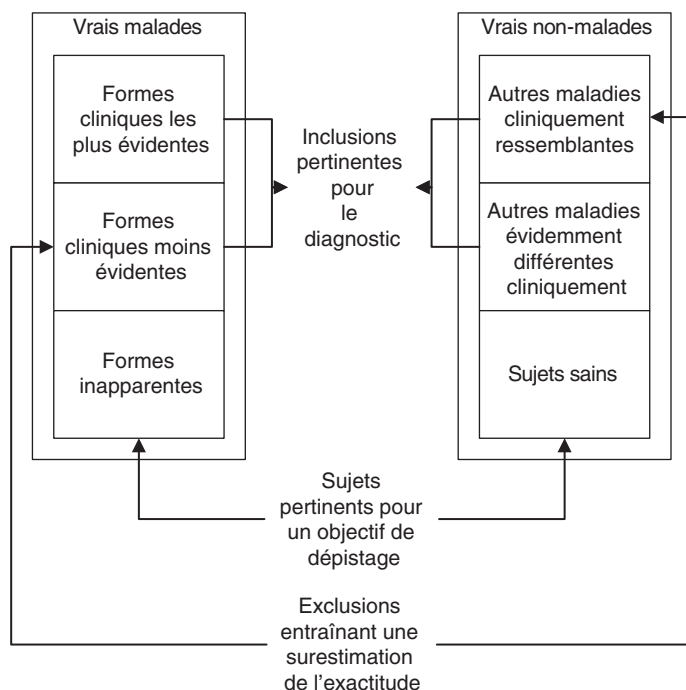 Vrais malades
Formes
cliniques les
plus évidentes
Formes
cliniques moins
évidentes
Formes
inapparentes
Inclusions
pertinentes
pour
le
diagnostic
Vrais non-malades
Autres maladies
cliniquement
ressemblantes
Autres maladies
évidemment
différentes
cliniquement
Sujets sains
Sujets
pertinents pour
un objectif de
dépistage
Exclusions
entraînant une
surestimation
de l’exactitude